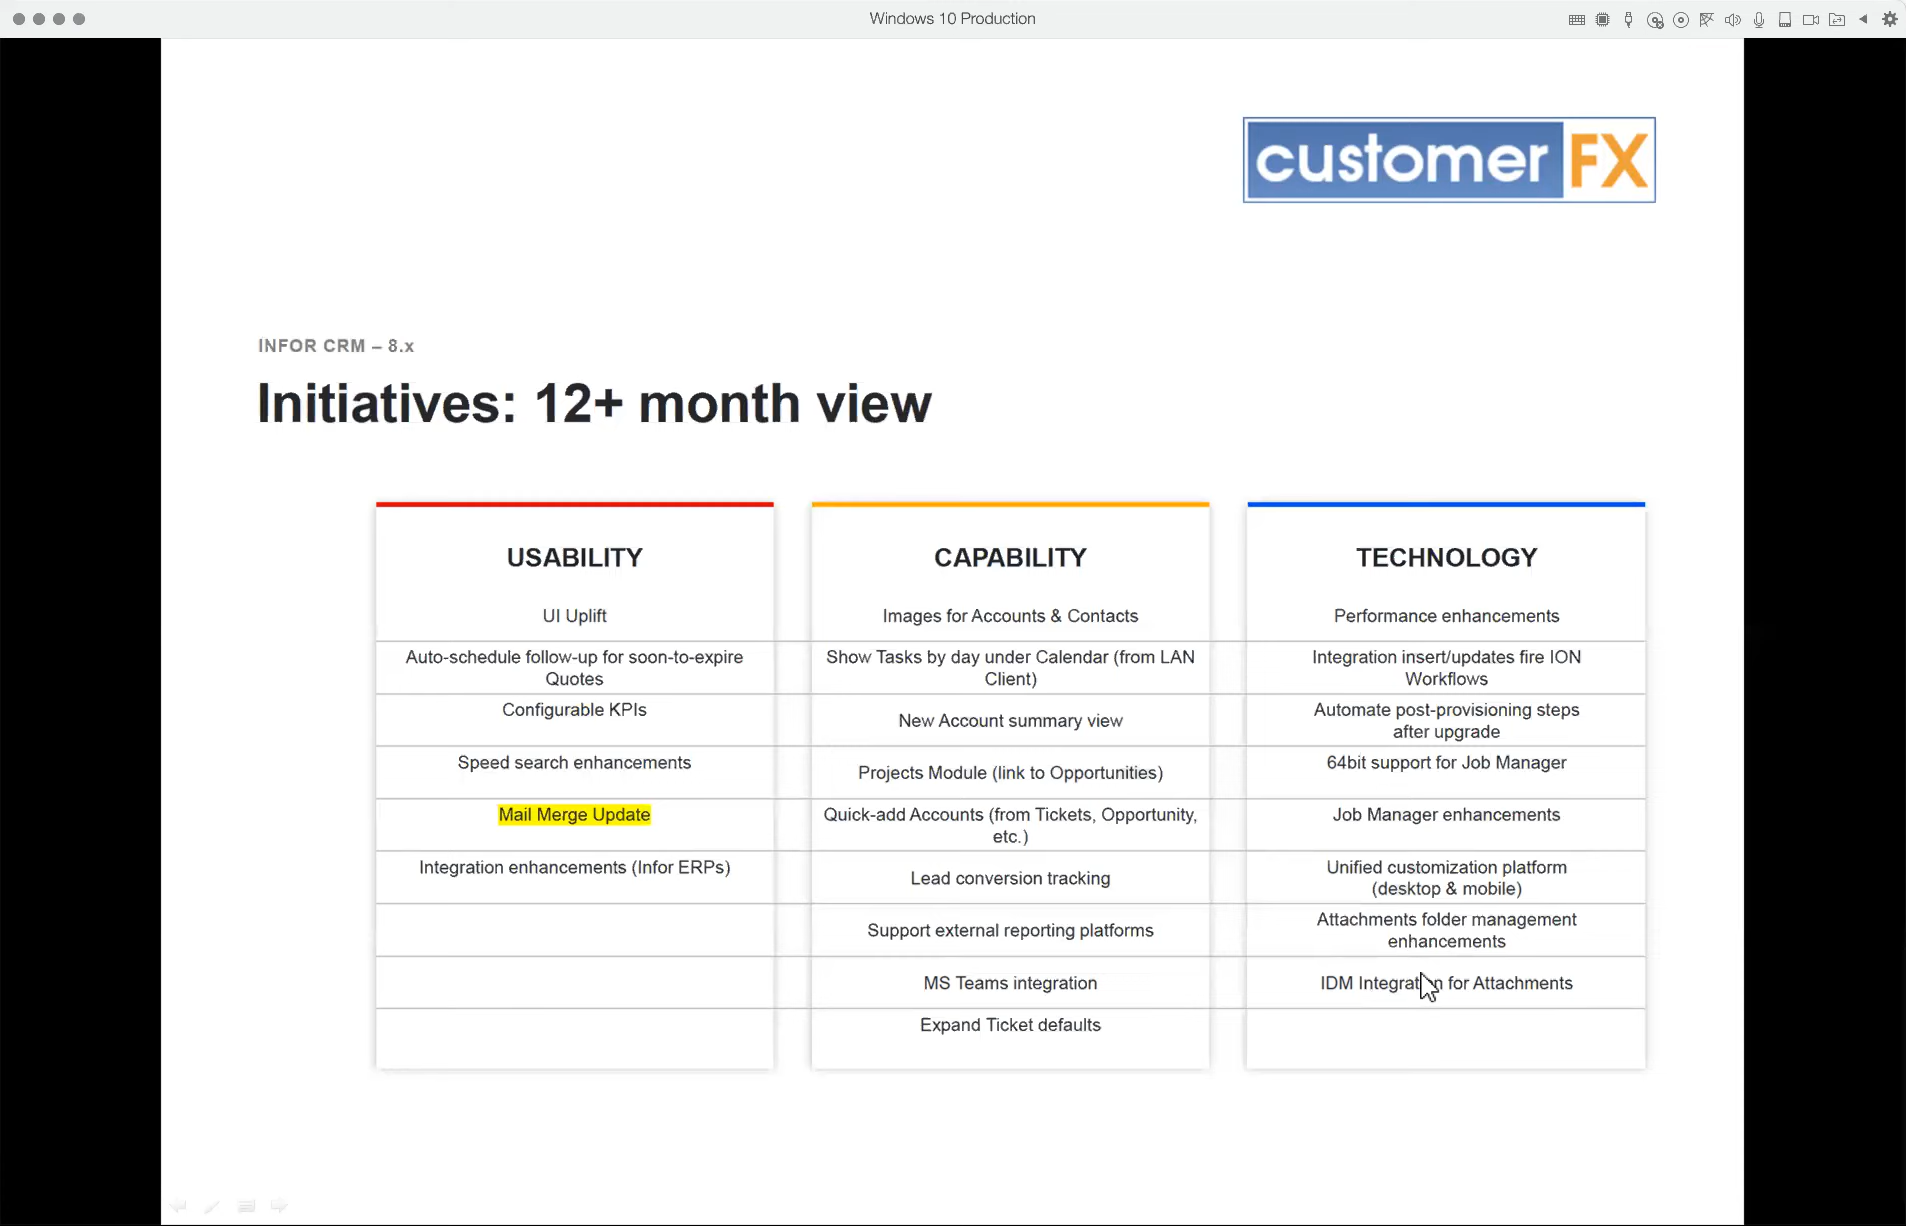 Windows 10 Production
customer FX
INFOR CRM – 8.x
Initiatives: 12+ month view
USABILITY
UI Uplift
Auto-schedule follow-up for soon-to-expire
Quotes
Configurable KPIs
Speed search enhancements
Mail Merge Update
Integration enhancements (Infor ERPs)
CAPABILITY
Images for Accounts & Contacts
Show Tasks by day under Calendar (from LAN
Client)
New Account summary view
Projects Module (link to Opportunities)
Quick-add Accounts (from Tickets, Opportunity,
etc.)
Lead conversion tracking
Support external reporting platforms
MS Teams integration
Expand Ticket defaults
TECHNOLOGY
Performance enhancements
Integration insert/updates fire ION
Workflows
Automate post-provisioning steps
after upgrade
64bit support for Job Manager
Job Manager enhancements
Unified customization platform
(desktop & mobile)
Attachments folder management
enhancements
IDM Integration for Attachments